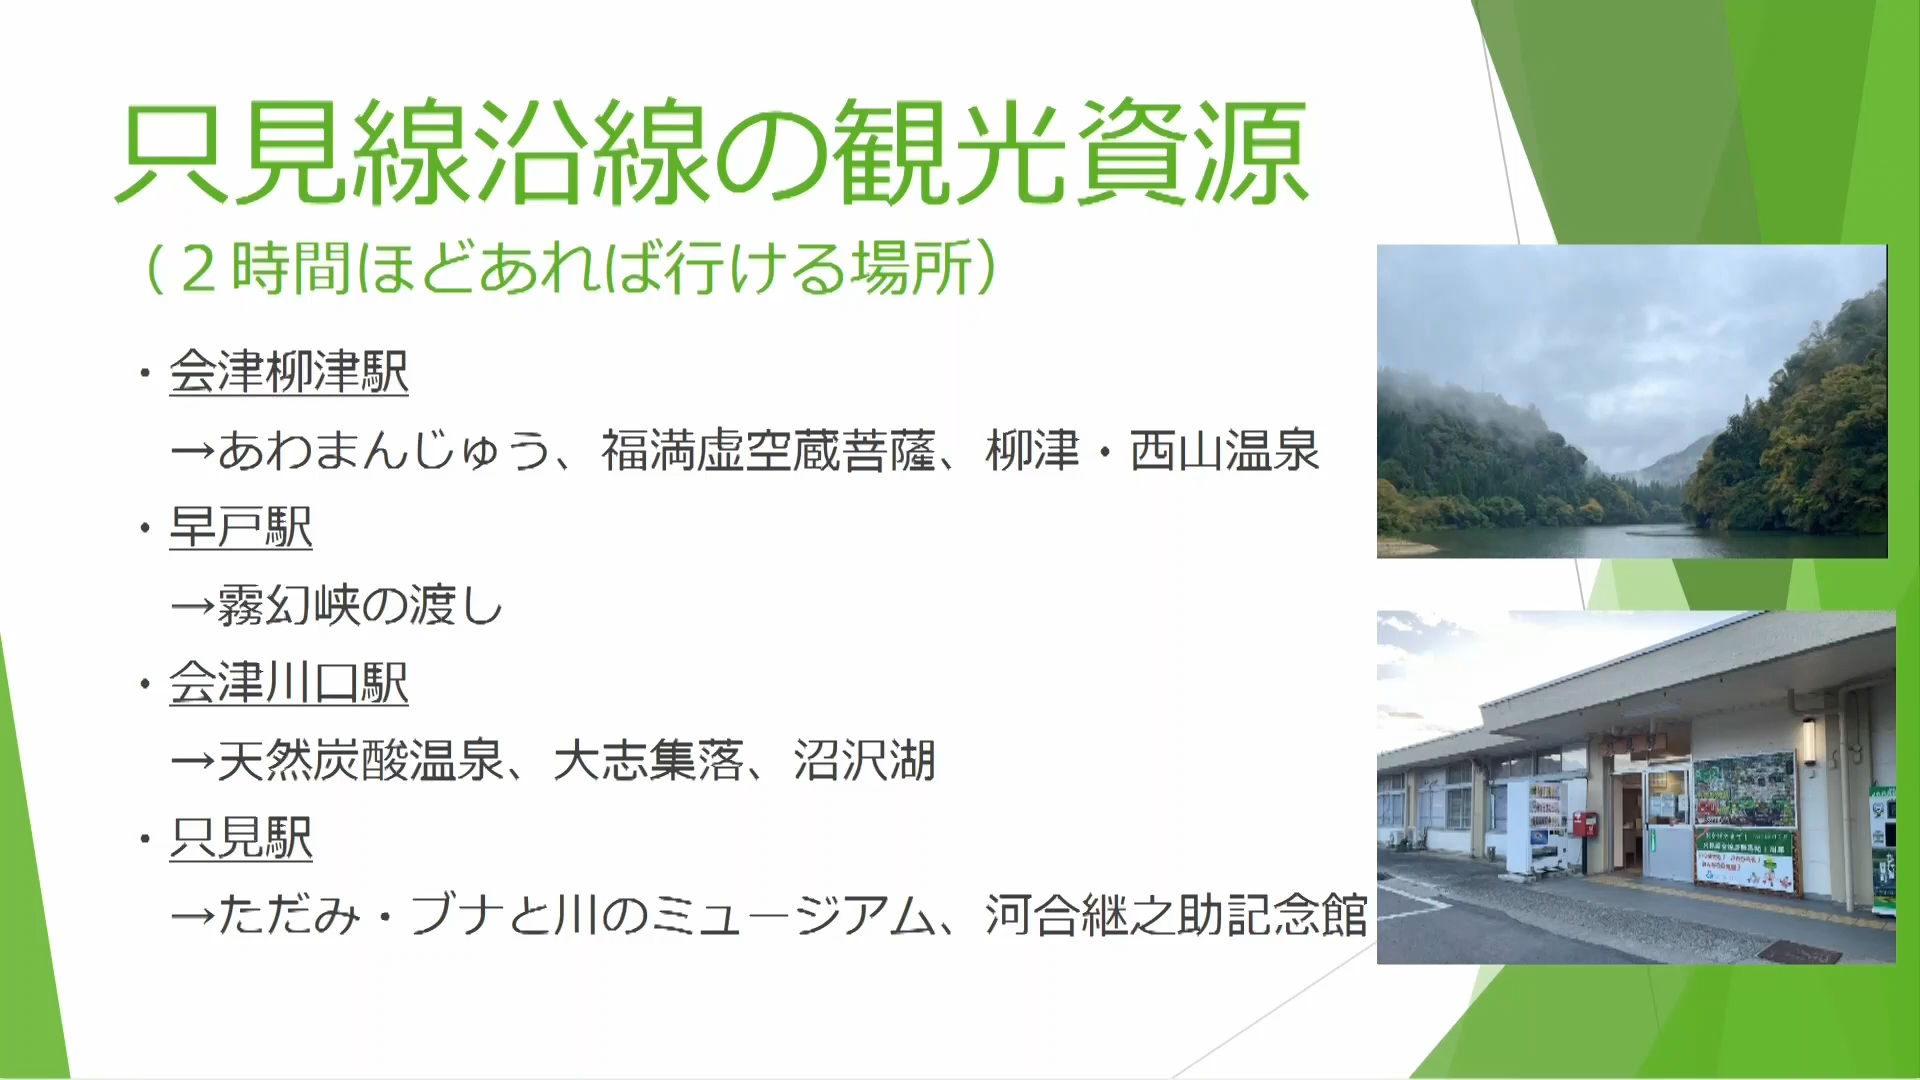 只見線沿線の観光資源
（２時間ほどあれば行ける場所）
・会津柳津駅
→あわまんじゅう、福満虚空蔵菩薩、柳津・西山温泉
・早戸駅
→霧幻峡の渡し
・会津川口駅
→天然炭酸温泉、大志集落、沼沢湖
・只見駅
→ただみ・ブナと川のミュージアム、河合継之助記念館